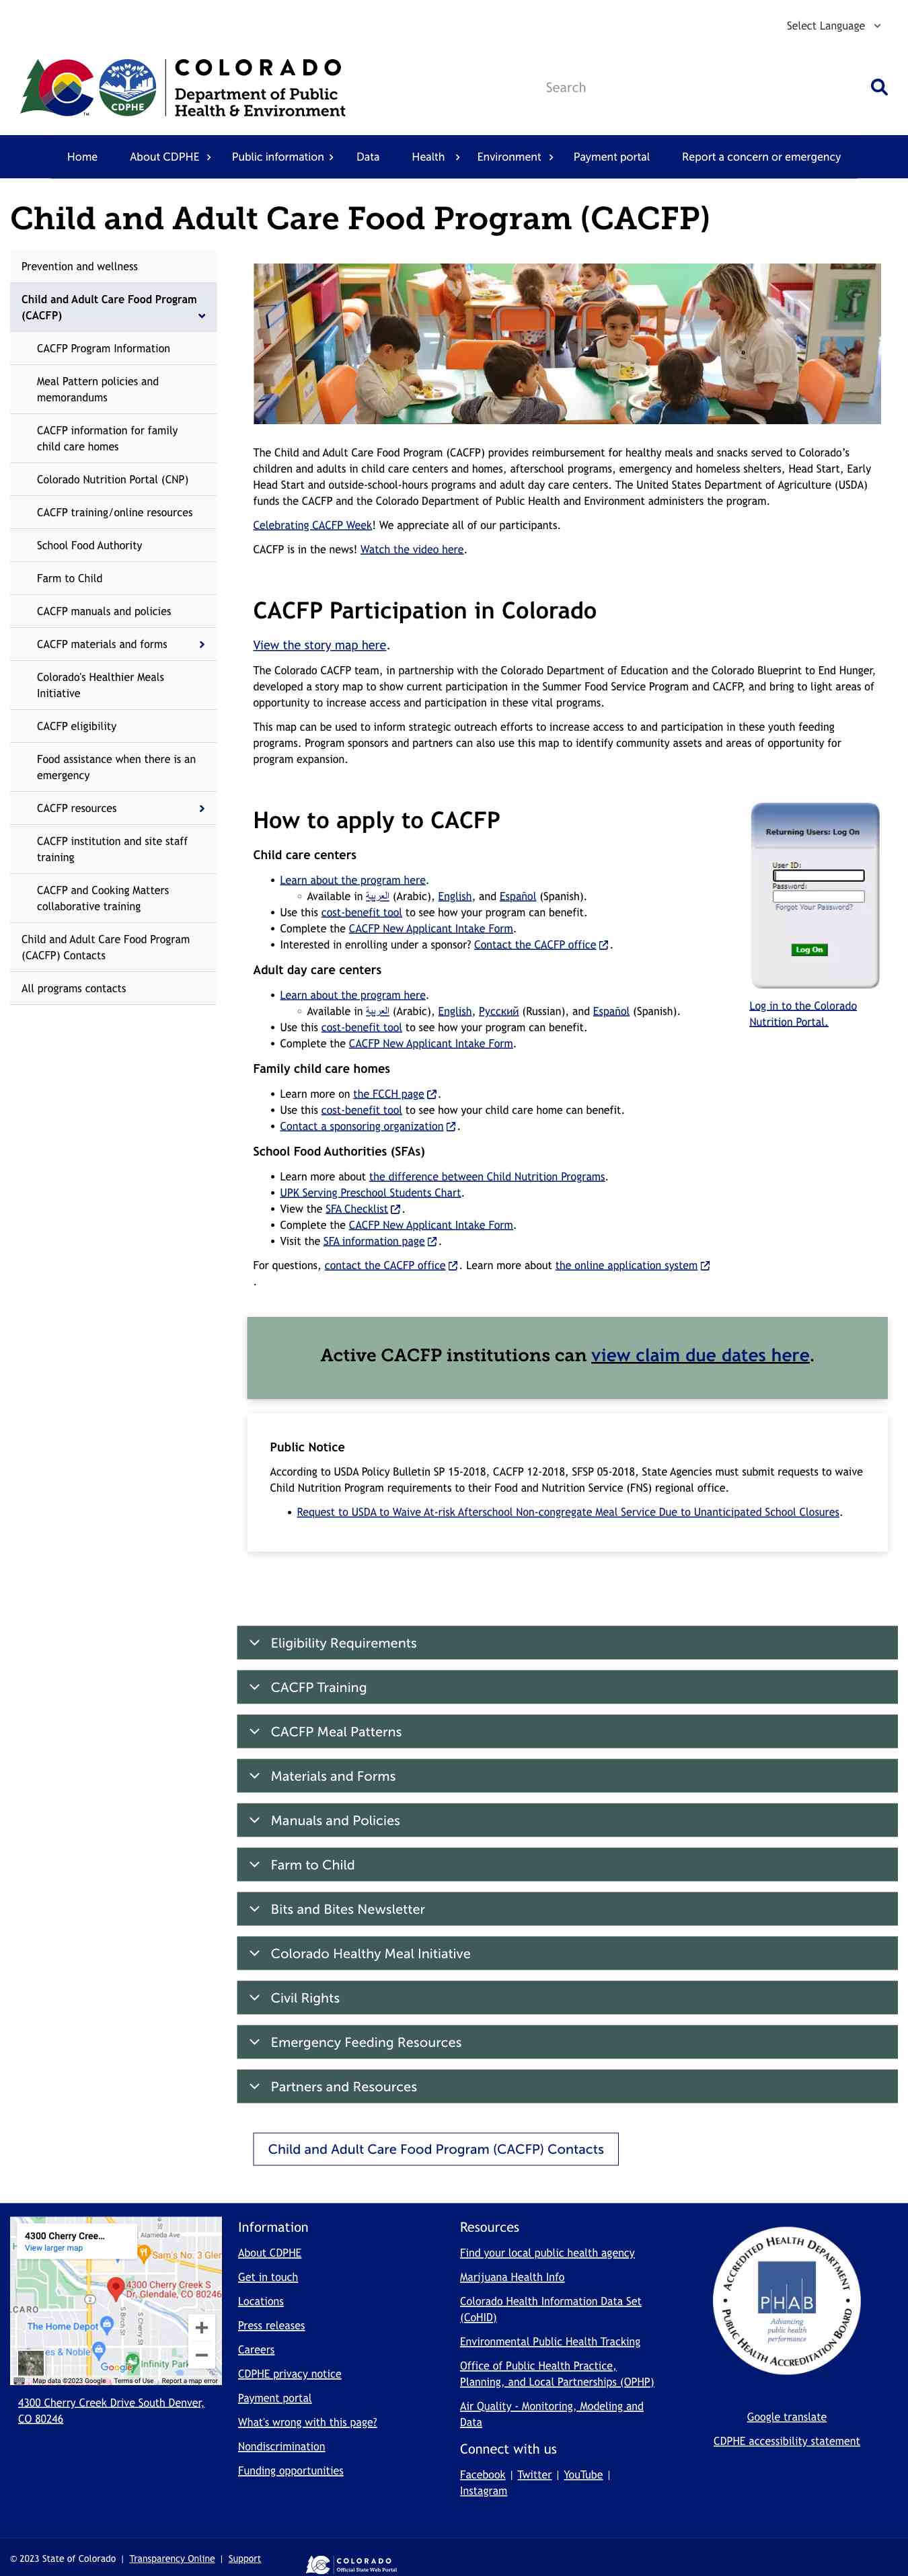 Select Language
COLORADO
Department of Public
Health & Environment
CDPHE
TM
Search
Home About CDPHE Public information Data Health Environment Payment portal Report a concern or emergency
Child and Adult Care Food Program (CACFP)
Prevention and wellness
Child and Adult Care Food Program
(CACFP)
CACFP Program Information
Meal Pattern policies and
memorandums
CACFP information for family
child care homes
Colorado Nutrition Portal (CNP)
CACFP training/online resources
School Food Authority
Farm to Child
CACFP manuals and policies
CACFP materials and forms
Colorado's Healthier Meals
Initiative
CACFP eligibility
Food assistance when there is an
emergency
CACFP resources
CACFP institution and site staff
training
CACFP and Cooking Matters
collaborative training
Child and Adult Care Food Program
(CACFP) Contacts
All programs contacts
The Child and Adult Care Food Program (CACFP) provides reimbursement for healthy meals and snacks served to Colorado’s
children and adults in child care centers and homes, afterschool programs, emergency and homeless shelters, Head Start, Early
Head Start and outside-school-hours programs and adult day care centers. The United States Department of Agriculture (USDA)
funds the CACFP and the Colorado Department of Public Health and Environment administers the program.
Celebrating CACFP Week! We appreciate all of our participants.
CACFP is in the news! Watch the video here.
CACFP Participation in Colorado
View the story map here.
The Colorado CACFP team, in partnership with the Colorado Department of Education and the Colorado Blueprint to End Hunger,
developed a story map to show current participation in the Summer Food Service Program and CACFP, and bring to light areas of
opportunity to increase access and participation in these vital programs.
This map can be used to inform strategic outreach efforts to increase access to and participation in these youth feeding
programs. Program sponsors and partners can also use this map to identify community assets and areas of opportunity for
program expansion.
How to apply to CACFP
Child care centers
• Learn about the program here.
◦ Available in العربية (Arabic), English, and Español (Spanish).
• Use this cost-benefit tool to see how your program can benefit.
• Complete the CACFP New Applicant Intake Form.
• Interested in enrolling under a sponsor? Contact the CACFP office.
Adult day care centers
• Learn about the program here.
◦ Available in العربية (Arabic), English, Русский (Russian), and Español (Spanish).
• Use this cost-benefit tool to see how your program can benefit.
• Complete the CACFP New Applicant Intake Form.
Family child care homes
• Learn more on the FCCH page.
• Use this cost-benefit tool to see how your child care home can benefit.
• Contact a sponsoring organization.
School Food Authorities (SFAs)
• Learn more about the difference between Child Nutrition Programs.
• UPK Serving Preschool Students Chart.
• View the SFA Checklist.
• Complete the CACFP New Applicant Intake Form.
• Visit the SFA information page.
For questions, contact the CACFP office. Learn more about the online application system
.
Returning Users: Log On
User ID:
Password:
Forgot Your Password?
Log On
Log in to the Colorado
Nutrition Portal.
Active CACFP institutions can view claim due dates here.
Public Notice
According to USDA Policy Bulletin SP 15-2018, CACFP 12-2018, SFSP 05-2018, State Agencies must submit requests to waive
Child Nutrition Program requirements to their Food and Nutrition Service (FNS) regional office.
• Request to USDA to Waive At-risk Afterschool Non-congregate Meal Service Due to Unanticipated School Closures.
Eligibility Requirements
CACFP Training
CACFP Meal Patterns
Materials and Forms
Manuals and Policies
Farm to Child
Bits and Bites Newsletter
Colorado Healthy Meal Initiative
Civil Rights
Emergency Feeding Resources
Partners and Resources
Child and Adult Care Food Program (CACFP) Contacts
4300 Cherry Cree...
View larger map
Alameda Ave
Sam's No. 3 Glen
4300 Cherry Creek S
Dr, Glendale, CO 80246
CARO
2
The Home Depot
S Birch St
S Cherry St
es & Noble
Google
Infinity Park
Map data ©2023 Google Terms of Use Report a map error
4300 Cherry Creek Drive South Denver,
CO 80246
Information
About CDPHE
Get in touch
Locations
Press releases
Careers
CDPHE privacy notice
Payment portal
What's wrong with this page?
Nondiscrimination
Funding opportunities
Resources
Find your local public health agency
Marijuana Health Info
Colorado Health Information Data Set
(CoHID)
Environmental Public Health Tracking
Office of Public Health Practice,
Planning, and Local Partnerships (OPHP)
Air Quality - Monitoring, Modeling and
Data
Connect with us
Facebook | Twitter | YouTube |
Instagram
ACCREDITED HEALTH DEPARTMENT
PHAB
Advancing
public health
performance
PUBLIC HEALTH ACCREDITATION BOARD
Google translate
CDPHE accessibility statement
© 2023 State of Colorado | Transparency Online | Support
COLORADO
Official State Web Portal